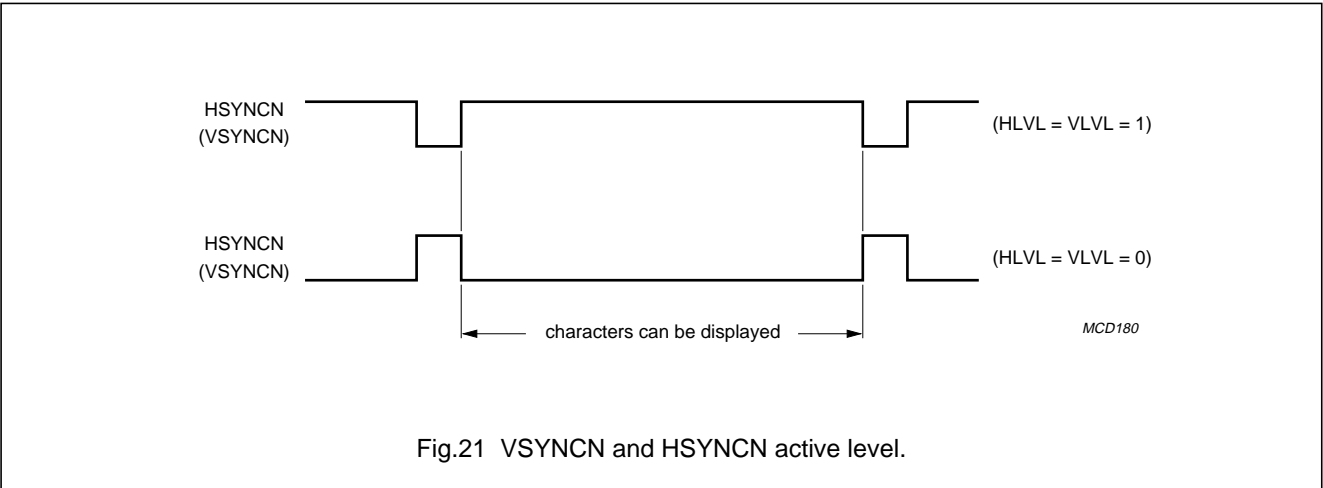 HSYNCN
(VSYNCN)
(HLVL = VLVL = 1)
HSYNCN
(VSYNCN)
(HLVL = VLVL = 0)
characters can be displayed
MCD180
Fig.21 VSYNCN and HSYNCN active level.